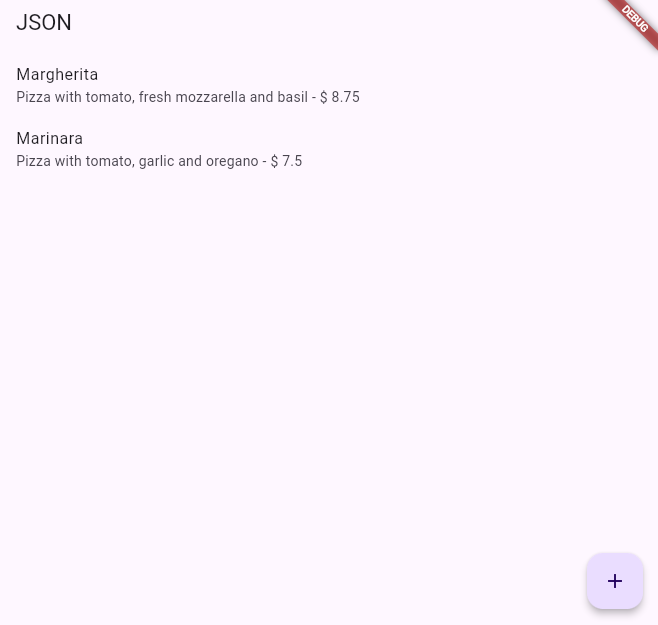 JSON
DEBUG
Margherita
Pizza with tomato, fresh mozzarella and basil - $ 8.75
Marinara
Pizza with tomato, garlic and oregano - $ 7.5